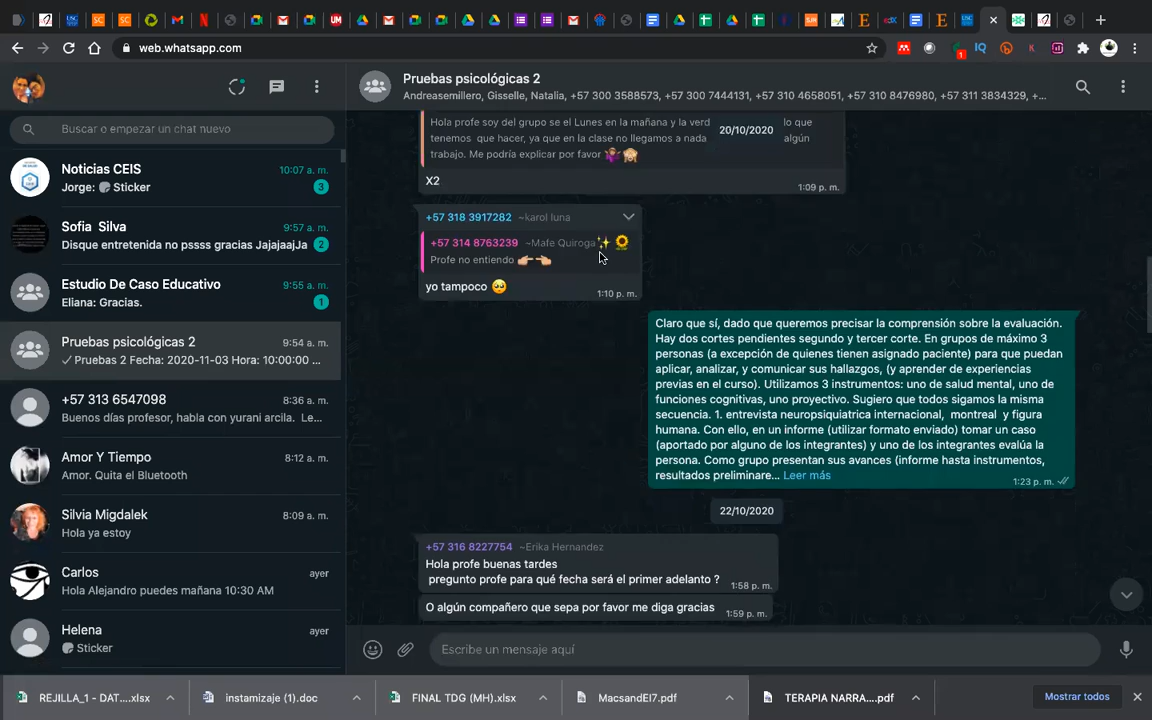 web.whatsapp.com
Buscar o empezar un chat nuevo
Noticias CEIS
10:07 a. m.
Jorge: Sticker
3
Sofia Silva
9:57 a. m.
Disque entretenida no pssss gracias JajajaajJa
2
Estudio De Caso Educativo
9:55 a. m.
Eliana: Gracias.
1
Pruebas psicológicas 2
9:54 a. m.
✓ Pruebas 2 Fecha: 2020-11-03 Hora: 10:00:00 ...
+57 313 6547098
8:36 a. m.
Buenos días profesor, habla con yurani arcila. Le...
Amor Y Tiempo
8:12 a. m.
Amor. Quita el Bluetooth
Silvia Migdalek
8:09 a. m.
Hola ya estoy
Carlos
ayer
Hola Alejandro puedes mañana 10:30 AM
Helena
ayer
Sticker
Pruebas psicológicas 2
Andreasemillero, Gisselle, Natalia, +57 300 3588573, +57 300 7444131, +57 310 4658051, +57 310 8476980, +57 311 3834329, +...
Hola profe soy del grupo se el Lunes en la mañana y la verd lo que
20/10/2020
tenemos que hacer, ya que en la clase no llegamos a nada algún
trabajo. Me podría explicar por favor 🤷🏾‍♀️🙈
X2
1:09 p. m.
+57 318 3917282 ~karol luna
+57 314 8763239 ~Mafe Quiroga✨🌻
Profe no entiendo 👉🏻👈🏻
yo tampoco 🥺
1:10 p. m.
Claro que sí, dado que queremos precisar la comprensión sobre la evaluación.
Hay dos cortes pendientes segundo y tercer corte. En grupos de máximo 3
personas (a excepción de quienes tienen asignado paciente) para que puedan
aplicar, analizar, y comunicar sus hallazgos, (y aprender de experiencias
previas en el curso). Utilizamos 3 instrumentos: uno de salud mental, uno de
funciones cognitivas, uno proyectivo. Sugiero que todos sigamos la misma
secuencia. 1. entrevista neuropsiquiatrica internacional, montreal y figura
humana. Con ello, en un informe (utilizar formato enviado) tomar un caso
(aportado por alguno de los integrantes) y uno de los integrantes evalúa la
persona. Como grupo presentan sus avances (informe hasta instrumentos,
resultados preliminare... Leer más
1:23 p. m.
22/10/2020
+57 316 8227754 ~Erika Hernandez
Hola profe buenas tardes
pregunto profe para qué fecha será el primer adelanto ?
1:58 p. m.
O algún compañero que sepa por favor me diga gracias
1:59 p. m.
Escribe un mensaje aquí
REJILLA_1 - DAT....xlsx
instamizaje (1).doc
FINAL TDG (MH).xlsx
MacsandEI7.pdf
TERAPIA NARRA....pdf
Mostrar todos